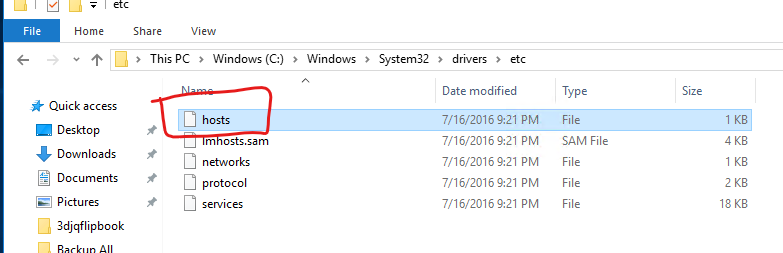 etc
File Home Share View
This PC Windows (C:) Windows System32 drivers etc
Name Date modified Type Size
Quick access
Desktop
Downloads
Documents
Pictures
3djqflipbook
Backup All
hosts 7/16/2016 9:21 PM File 1 KB
lmhosts.sam 7/16/2016 9:21 PM SAM File 4 KB
networks 7/16/2016 9:21 PM File 1 KB
protocol 7/16/2016 9:21 PM File 2 KB
services 7/16/2016 9:21 PM File 18 KB